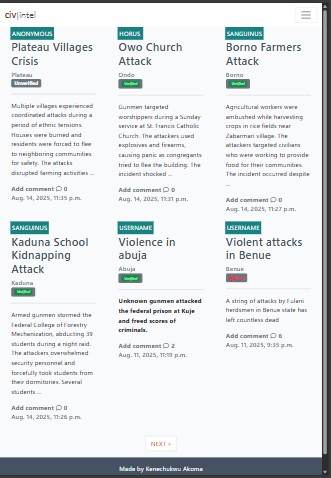 civ|intel
ANONYMOUS
Plateau Villages
Crisis
Plateau
Unverified
Multiple villages experienced
coordinated attacks during a
period of ethnic tensions.
Houses were burned and
residents were forced to flee
to neighboring communities
for safety. The attacks
disrupted farming activities ...
Add comment 0
Aug. 14, 2025, 11:35 p.m.
HORUS
Owo Church
Attack
Ondo
Verified
Gunmen targeted
worshippers during a Sunday
service at St. Francis Catholic
Church. The attackers used
explosives and firearms,
causing panic as congregants
tried to flee the building. The
incident shocked ...
Add comment 0
Aug. 14, 2025, 11:31 p.m.
SANGUINUS
Borno Farmers
Attack
Borno
Verified
Agricultural workers were
ambushed while harvesting
crops in rice fields near
Zabarmari village. The
attackers targeted civilians
who were working to provide
food for their communities.
The incident occurred despite
...
Add comment 0
Aug. 14, 2025, 11:27 p.m.
SANGUINUS
Kaduna School
Kidnapping
Attack
Kaduna
Verified
Armed gunmen stormed the
Federal College of Forestry
Mechanization, abducting 39
students during a night raid.
The attackers overwhelmed
security personnel and
forcefully took students from
their dormitories. Several
students ...
Add comment 0
Aug. 14, 2025, 11:26 p.m.
USERNAME
Violence in
abuja
Abuja
Verified
Unknown gunmen attacked
the federal prison at Kuje
and freed scores of
criminals.
Add comment 2
Aug. 11, 2025, 11:19 p.m.
USERNAME
Violent attacks
in Benue
Benue
A string of attacks by Fulani
herdsmen in Benue state has
left countless dead
Add comment 6
Aug. 11, 2025, 9:35 p.m.
NEXT »
Made by Kenechukwu Akoma